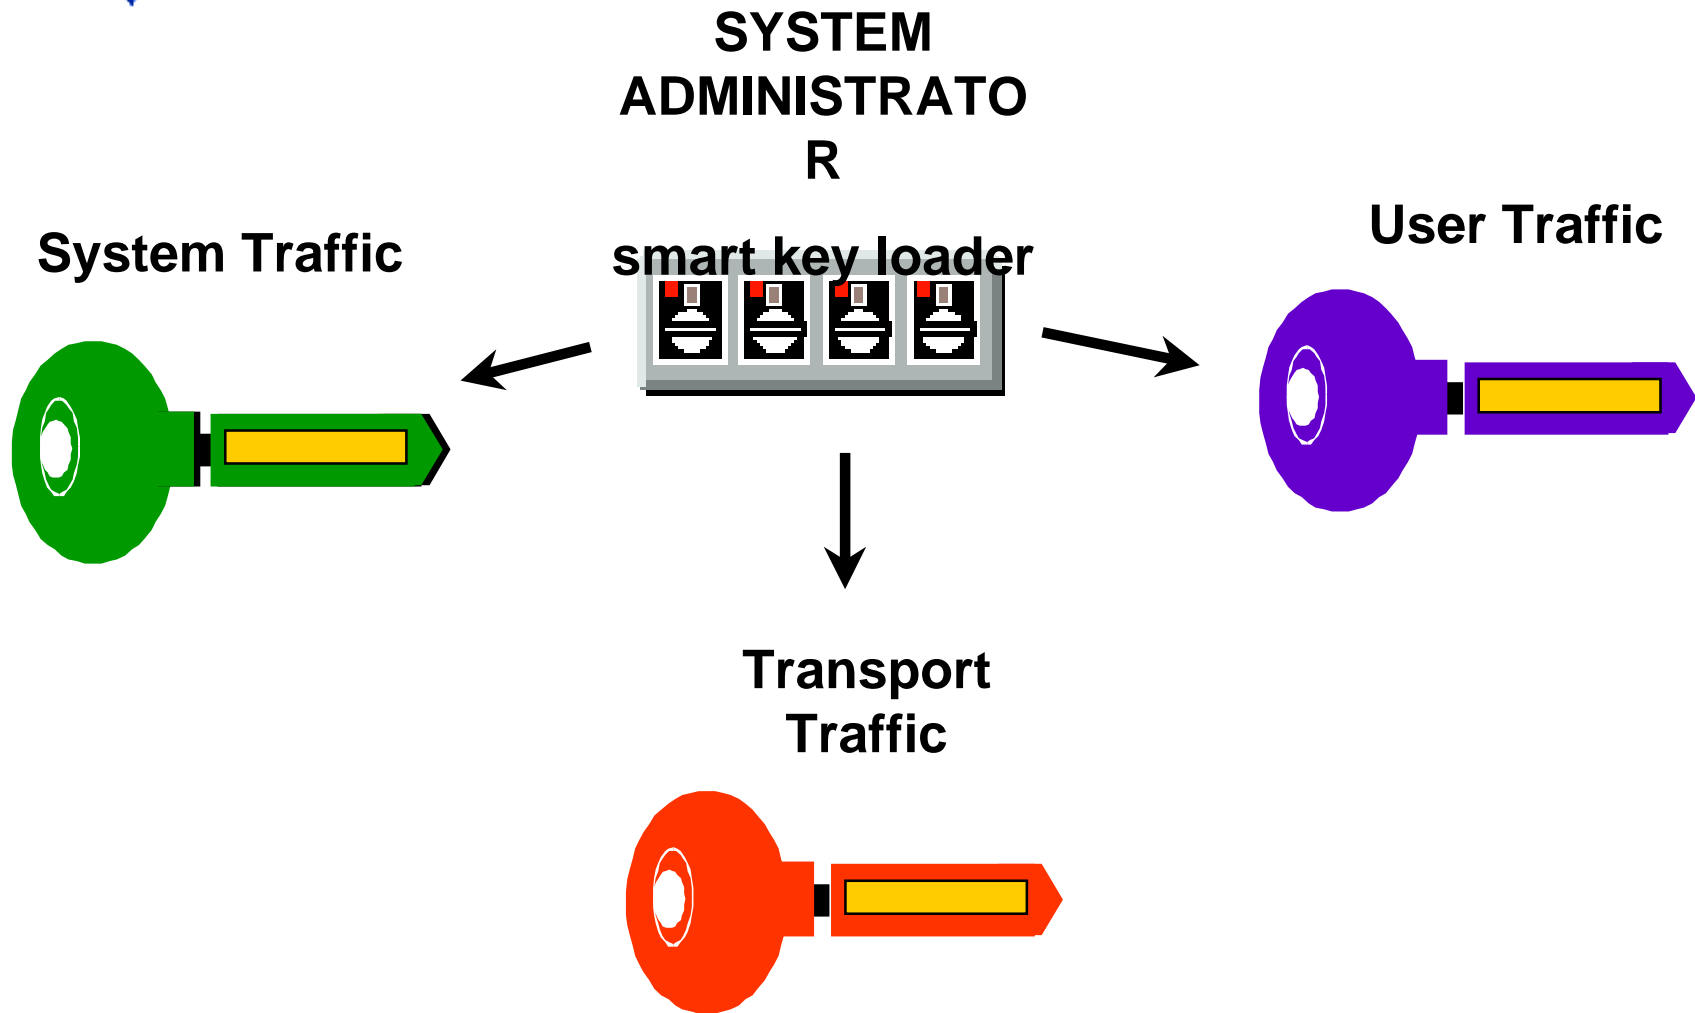 SYSTEM
ADMINISTRATO
R
smart key loader
System Traffic
User Traffic
Transport
Traffic